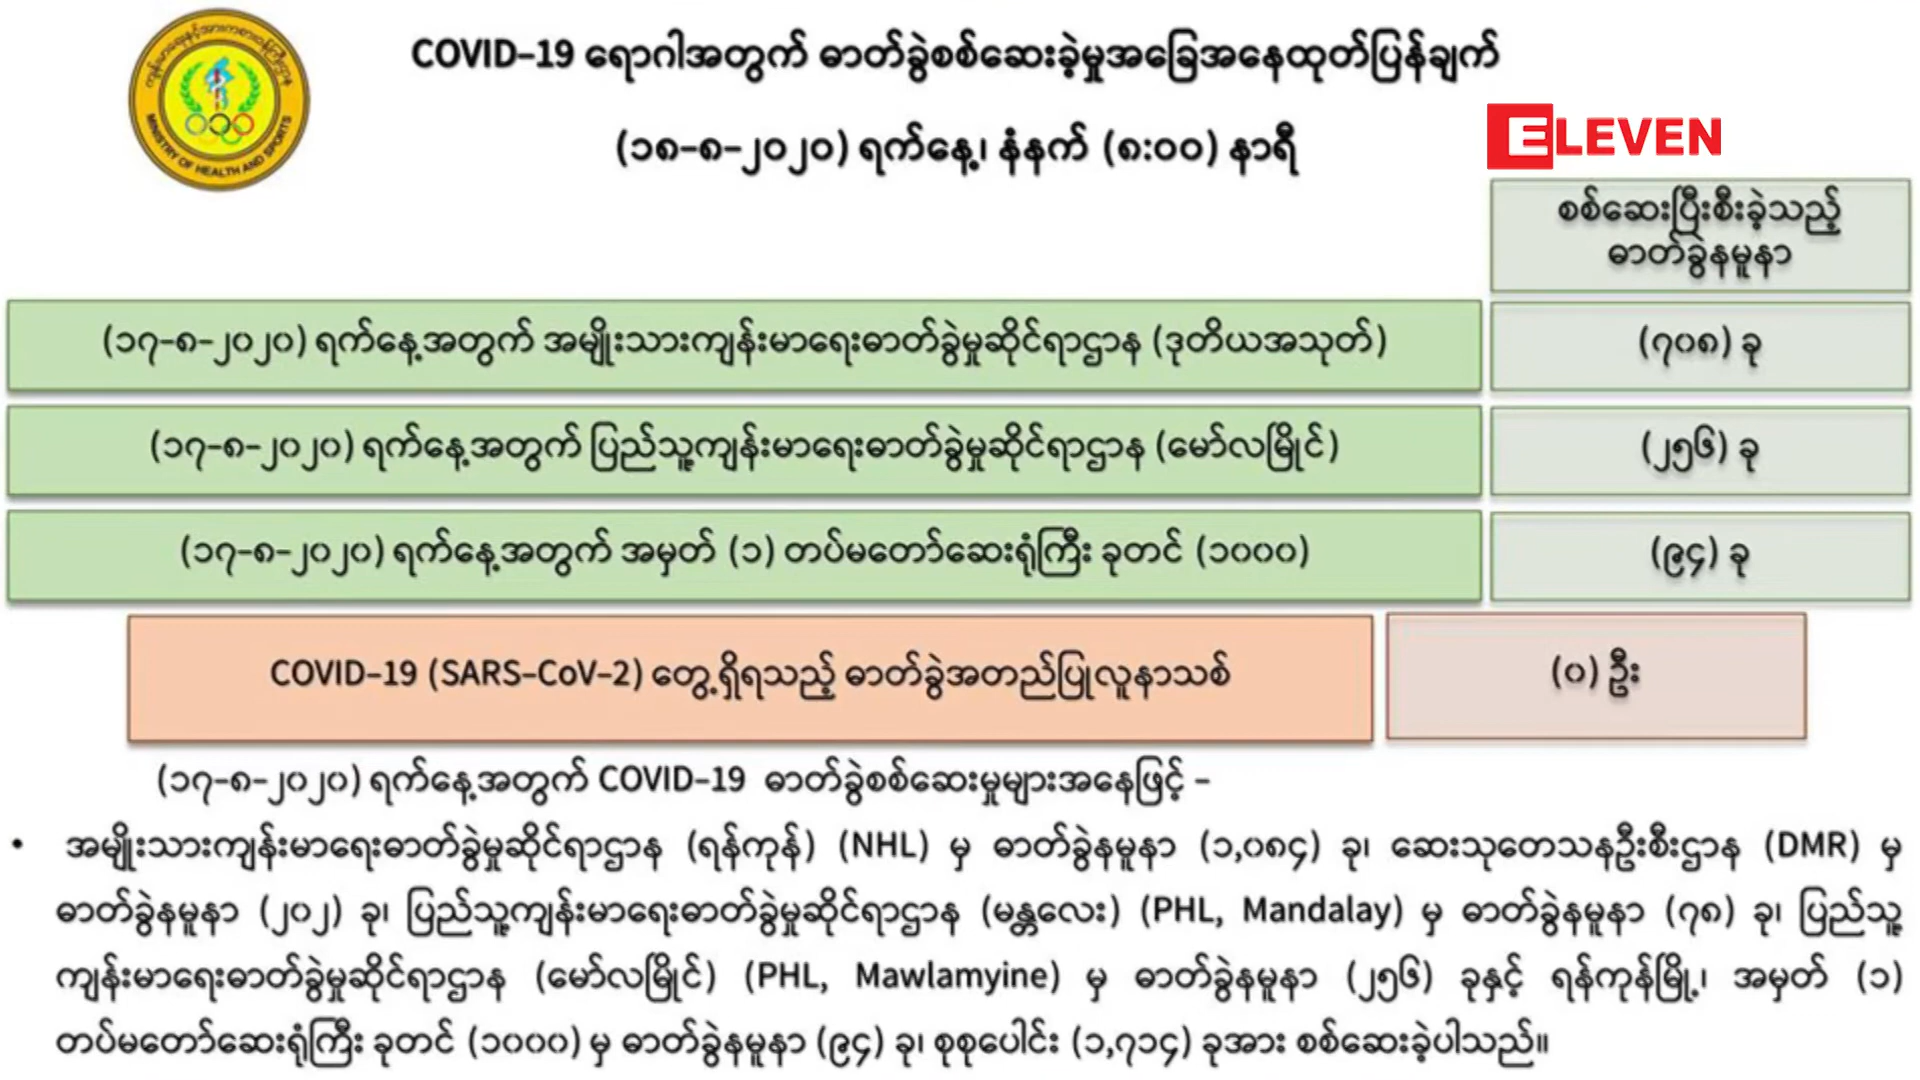 ကျန်းမာရေးနှင့်အားကစားဝန်ကြီးဌာန
MINISTRY OF HEALTH AND SPORTS
COVID-19 ရောဂါအတွက် ဓာတ်ခွဲစစ်ဆေးခဲ့မှုအခြေအနေထုတ်ပြန်ချက်
(၁၈-၈-၂၀၂၀) ရက်နေ့၊ နံနက် (၈:၀၀) နာရီ
ELEVEN
စစ်ဆေးပြီးစီးခဲ့သည့်
ဓာတ်ခွဲနမူနာ
(၁၇-၈-၂၀၂၀) ရက်နေ့အတွက် အမျိုးသားကျန်းမာရေးဓာတ်ခွဲမှုဆိုင်ရာဌာန (ဒုတိယအသုတ်)
(၇၀၈) ခု
(၁၇-၈-၂၀၂၀) ရက်နေ့အတွက် ပြည်သူ့ကျန်းမာရေးဓာတ်ခွဲမှုဆိုင်ရာဌာန (မော်လမြိုင်)
(၂၅၆) ခု
(၁၇-၈-၂၀၂၀) ရက်နေ့အတွက် အမှတ် (၁) တပ်မတော်ဆေးရုံကြီး ခုတင် (၁၀၀၀)
(၉၄) ခု
COVID-19 (SARS-CoV-2) တွေ့ရှိရသည့် ဓာတ်ခွဲအတည်ပြုလူနာသစ်
(၀) ဦး
(၁၇-၈-၂၀၂၀) ရက်နေ့အတွက် COVID-19 ဓာတ်ခွဲစစ်ဆေးမှုများအနေဖြင့် -
• အမျိုးသားကျန်းမာရေးဓာတ်ခွဲမှုဆိုင်ရာဌာန (ရန်ကုန်) (NHL) မှ ဓာတ်ခွဲနမူနာ (၁,၀၈၄) ခု၊ ဆေးသုတေသနဦးစီးဌာန (DMR) မှ
ဓာတ်ခွဲနမူနာ (၂၀၂) ခု၊ ပြည်သူ့ကျန်းမာရေးဓာတ်ခွဲမှုဆိုင်ရာဌာန (မန္တလေး) (PHL, Mandalay) မှ ဓာတ်ခွဲနမူနာ (၇၈) ခု၊ ပြည်သူ့
ကျန်းမာရေးဓာတ်ခွဲမှုဆိုင်ရာဌာန (မော်လမြိုင်) (PHL, Mawlamyine) မှ ဓာတ်ခွဲနမူနာ (၂၅၆) ခုနှင့် ရန်ကုန်မြို့၊ အမှတ် (၁)
တပ်မတော်ဆေးရုံကြီး ခုတင် (၁၀၀၀) မှ ဓာတ်ခွဲနမူနာ (၉၄) ခု၊ စုစုပေါင်း (၁,၇၁၄) ခုအား စစ်ဆေးခဲ့ပါသည်။